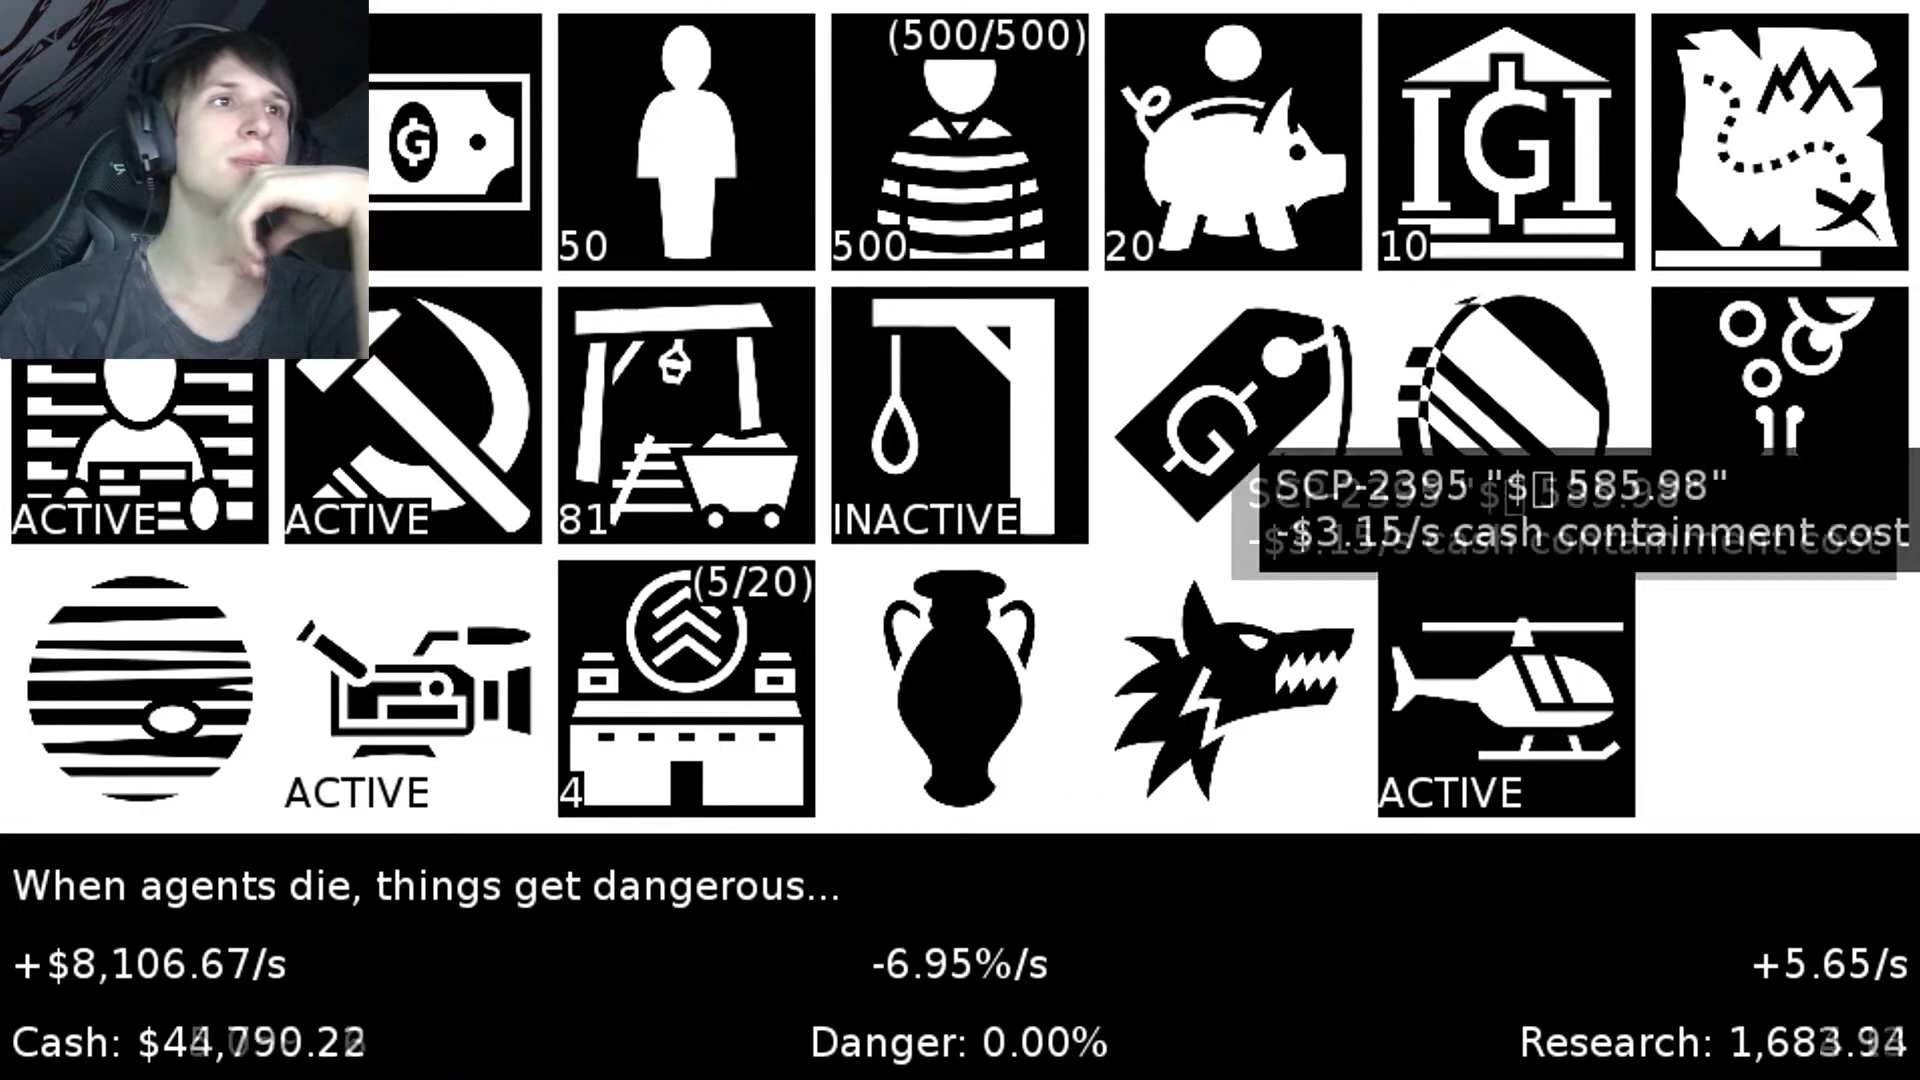 (500/500)
50
500
20
10
ACTIVE
ACTIVE
81
INACTIVE
SCP-2395 "$▯ 585.98"
-$3.15/s cash containment cost
(5/20)
ACTIVE
4
ACTIVE
When agents die, things get dangerous...
+$8,106.67/s
-6.95%/s
+5.65/s
Cash: $44,790.22
Danger: 0.00%
Research: 1,683.94